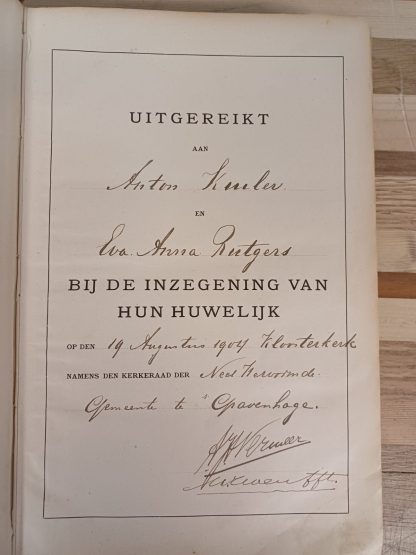 UITGEREIKT
AAN
Anton
EN
Eva Anna Rutgers
BIJ DE INZEGENING VAN
HUN HUWELIJK
OP DEN 19 Augustus 1904 Kloosterkerk
NAMENS DEN KERKERAAD DER Ned Hervormde
Gemeente te 's Gravenhage.
Vermeer